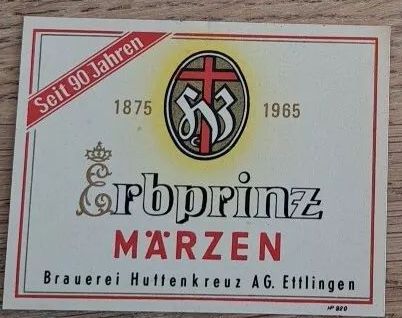 Seit 90 Jahren
1875 1965
Erbprinz
MÄRZEN
Brauerei Huttenkreuz AG. Ettlingen